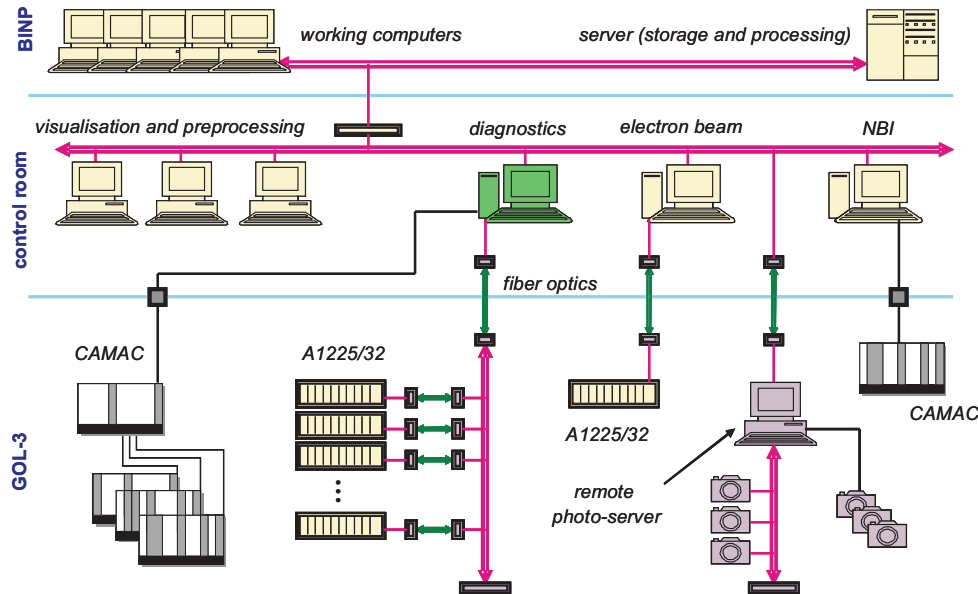 BINP
working computers
server (storage and processing)
control room
visualisation and preprocessing
diagnostics
electron beam
NBI
fiber optics
GOL-3
CAMAC
A1225/32
A1225/32
CAMAC
remote
photo-server